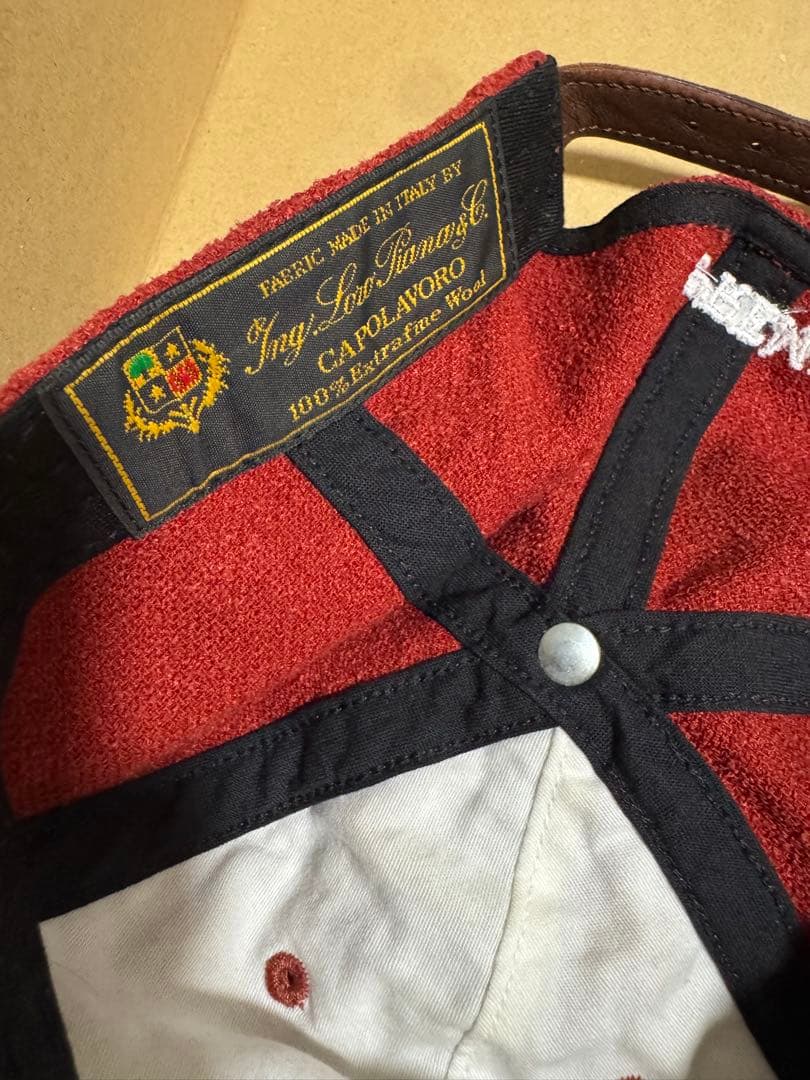 FABRIC MADE IN ITALY BY
Ing. Loro Piana & C.
CAPOLAVORO
100% Extrafine Wool